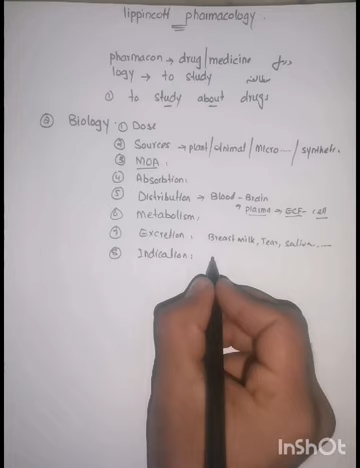 lippincott pharmacology.
pharmacon → drug/medicine
logy → to study مطالعه
① to study about drugs
② Biology: ① Dose
② Sources → plant/animal/micro..../synthetic
③ MOA:
④ Absorption:
⑤ Distribution → Blood - Brain
→ plasma → ECF - cell
⑥ Metabolism,
⑦ Excretion: Breast milk, Tear, Saliva,....
⑧ Indication:
InShOt